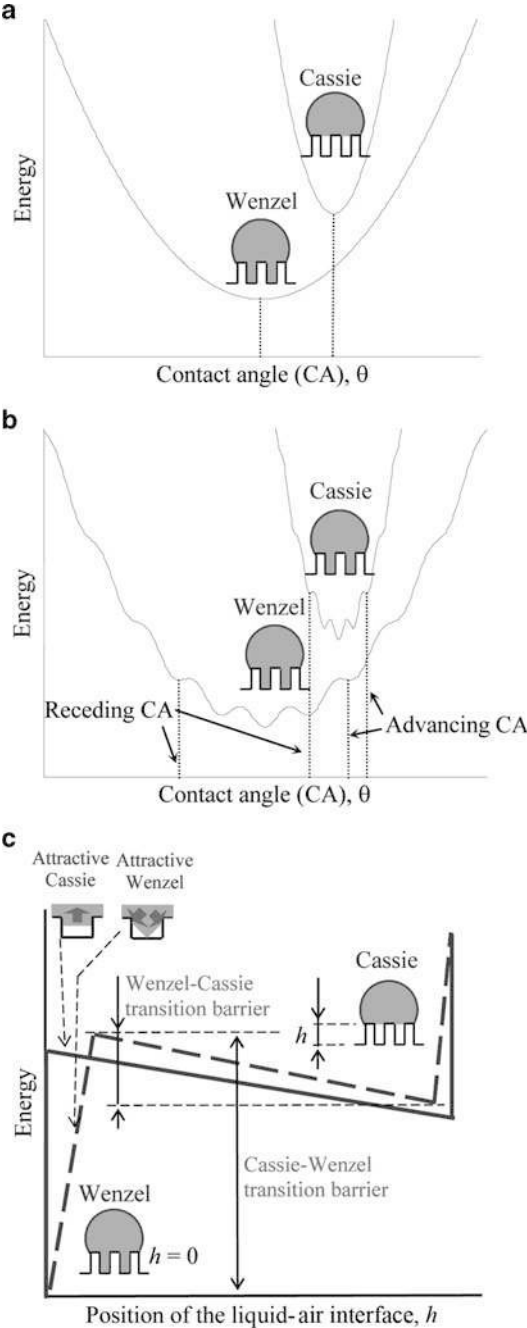 a
Cassie
Wenzel
Energy
Contact angle (CA), θ
b
Cassie
Wenzel
Energy
Receding CA
Advancing CA
Contact angle (CA), θ
c
Attractive Attractive
Cassie Wenzel
Wenzel-Cassie
transition barrier
Cassie
h
Energy
Cassie-Wenzel
transition barrier
Wenzel
h = 0
Position of the liquid-air interface, h